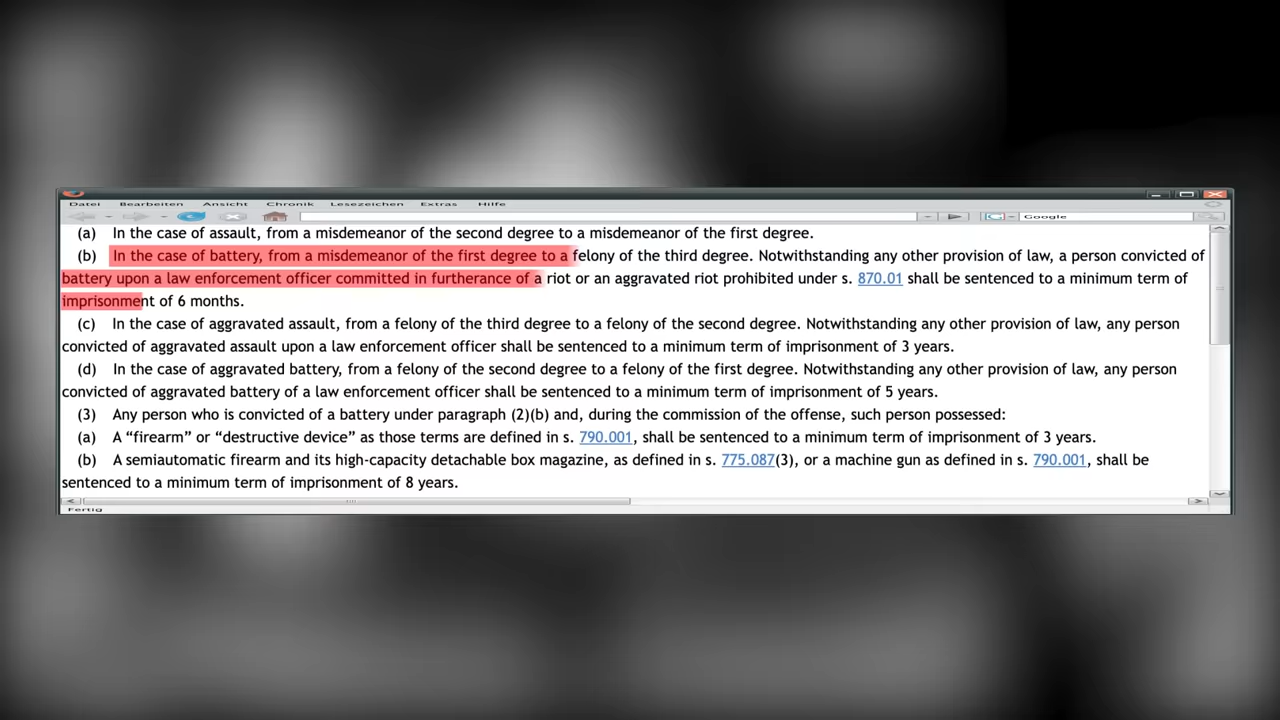 Datei Bearbeiten Ansicht Chronik Lesezeichen Extras Hilfe
Google
(a) In the case of assault, from a misdemeanor of the second degree to a misdemeanor of the first degree.
(b) In the case of battery, from a misdemeanor of the first degree to a felony of the third degree. Notwithstanding any other provision of law, a person convicted of
battery upon a law enforcement officer committed in furtherance of a riot or an aggravated riot prohibited under s. 870.01 shall be sentenced to a minimum term of
imprisonment of 6 months.
(c) In the case of aggravated assault, from a felony of the third degree to a felony of the second degree. Notwithstanding any other provision of law, any person
convicted of aggravated assault upon a law enforcement officer shall be sentenced to a minimum term of imprisonment of 3 years.
(d) In the case of aggravated battery, from a felony of the second degree to a felony of the first degree. Notwithstanding any other provision of law, any person
convicted of aggravated battery of a law enforcement officer shall be sentenced to a minimum term of imprisonment of 5 years.
(3) Any person who is convicted of a battery under paragraph (2)(b) and, during the commission of the offense, such person possessed:
(a) A “firearm” or “destructive device” as those terms are defined in s. 790.001, shall be sentenced to a minimum term of imprisonment of 3 years.
(b) A semiautomatic firearm and its high-capacity detachable box magazine, as defined in s. 775.087(3), or a machine gun as defined in s. 790.001, shall be
sentenced to a minimum term of imprisonment of 8 years.
Fertig